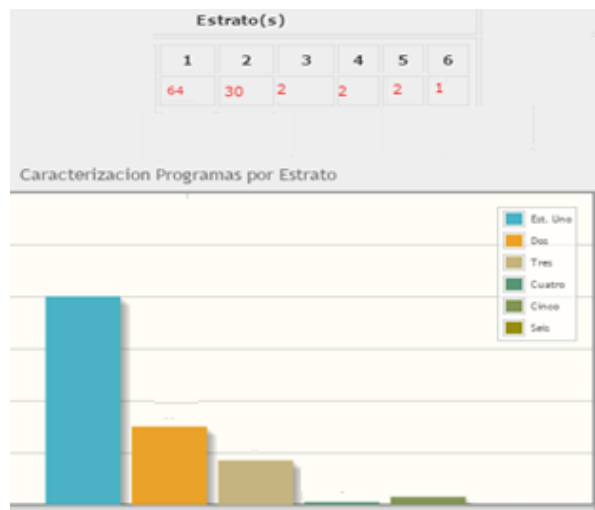 Estrato(s)
1 2 3 4 5 6
64 30 2 2 2 1
Caracterizacion Programas por Estrato
Est. Uno
Dos
Tres
Cuatro
Cinco
Seis